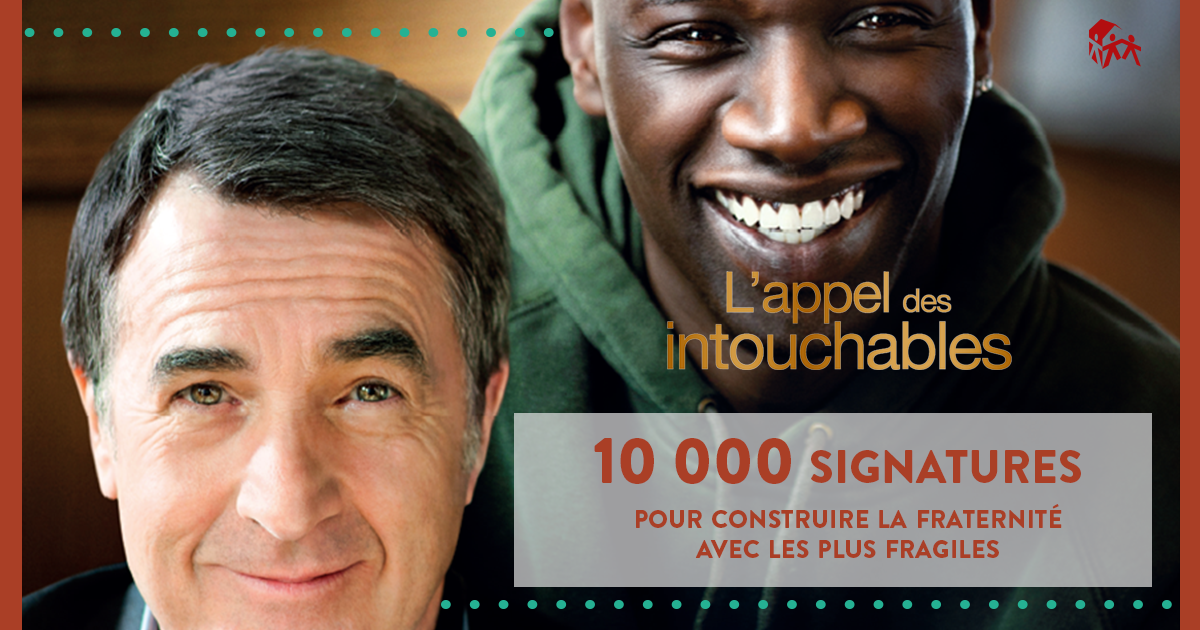 L'appel des
intouchables
10 000 SIGNATURES
POUR CONSTRUIRE LA FRATERNITÉ
AVEC LES PLUS FRAGILES